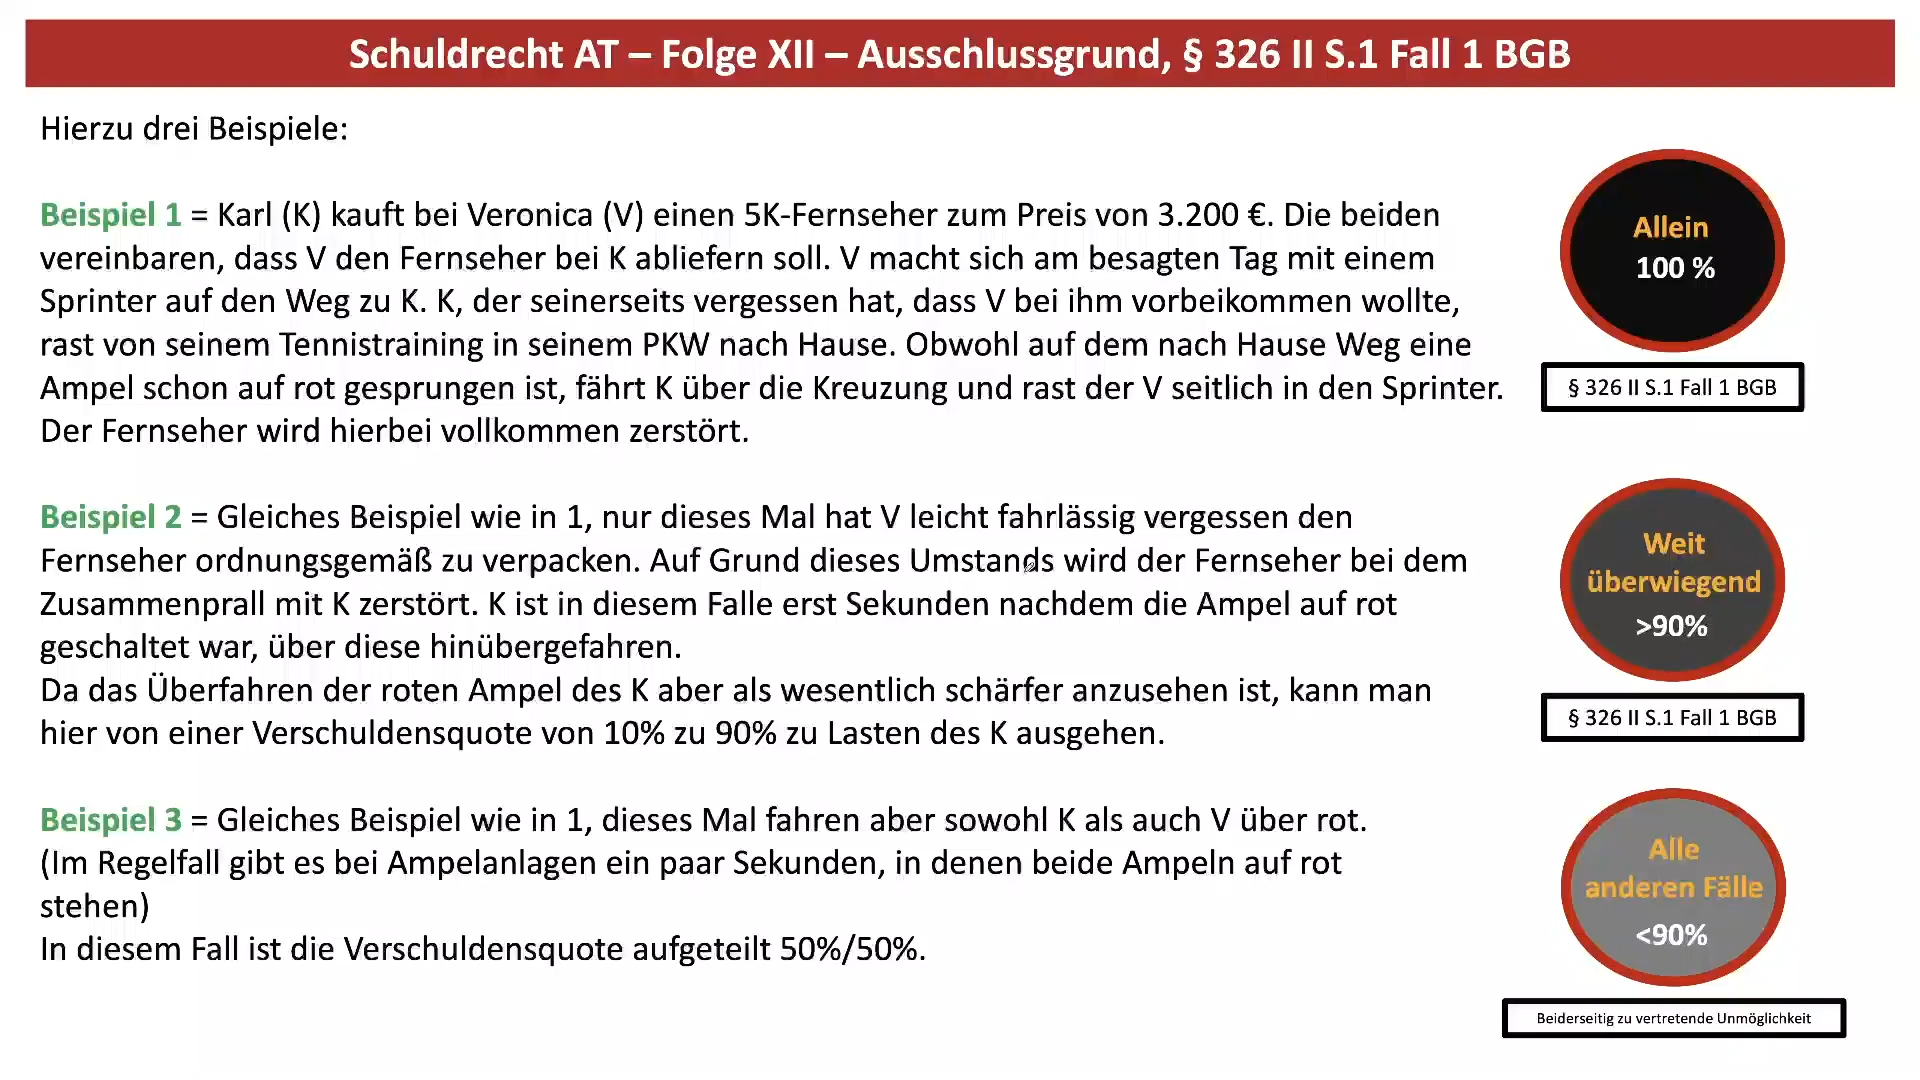 Schuldrecht AT – Folge XII – Ausschlussgrund, § 326 II S.1 Fall 1 BGB
Hierzu drei Beispiele:
Beispiel 1 = Karl (K) kauft bei Veronica (V) einen 5K-Fernseher zum Preis von 3.200 €. Die beiden
vereinbaren, dass V den Fernseher bei K abliefern soll. V macht sich am besagten Tag mit einem
Sprinter auf den Weg zu K. K, der seinerseits vergessen hat, dass V bei ihm vorbeikommen wollte,
rast von seinem Tennistraining in seinem PKW nach Hause. Obwohl auf dem nach Hause Weg eine
Ampel schon auf rot gesprungen ist, fährt K über die Kreuzung und rast der V seitlich in den Sprinter.
Der Fernseher wird hierbei vollkommen zerstört.
Allein
100 %
§ 326 II S.1 Fall 1 BGB
Beispiel 2 = Gleiches Beispiel wie in 1, nur dieses Mal hat V leicht fahrlässig vergessen den
Fernseher ordnungsgemäß zu verpacken. Auf Grund dieses Umstands wird der Fernseher bei dem
Zusammenprall mit K zerstört. K ist in diesem Falle erst Sekunden nachdem die Ampel auf rot
geschaltet war, über diese hinübergefahren.
Da das Überfahren der roten Ampel des K aber als wesentlich schärfer anzusehen ist, kann man
hier von einer Verschuldensquote von 10% zu 90% zu Lasten des K ausgehen.
Weit
überwiegend
>90%
§ 326 II S.1 Fall 1 BGB
Beispiel 3 = Gleiches Beispiel wie in 1, dieses Mal fahren aber sowohl K als auch V über rot.
(Im Regelfall gibt es bei Ampelanlagen ein paar Sekunden, in denen beide Ampeln auf rot
stehen)
In diesem Fall ist die Verschuldensquote aufgeteilt 50%/50%.
Alle
anderen Fälle
<90%
Beiderseitig zu vertretende Unmöglichkeit